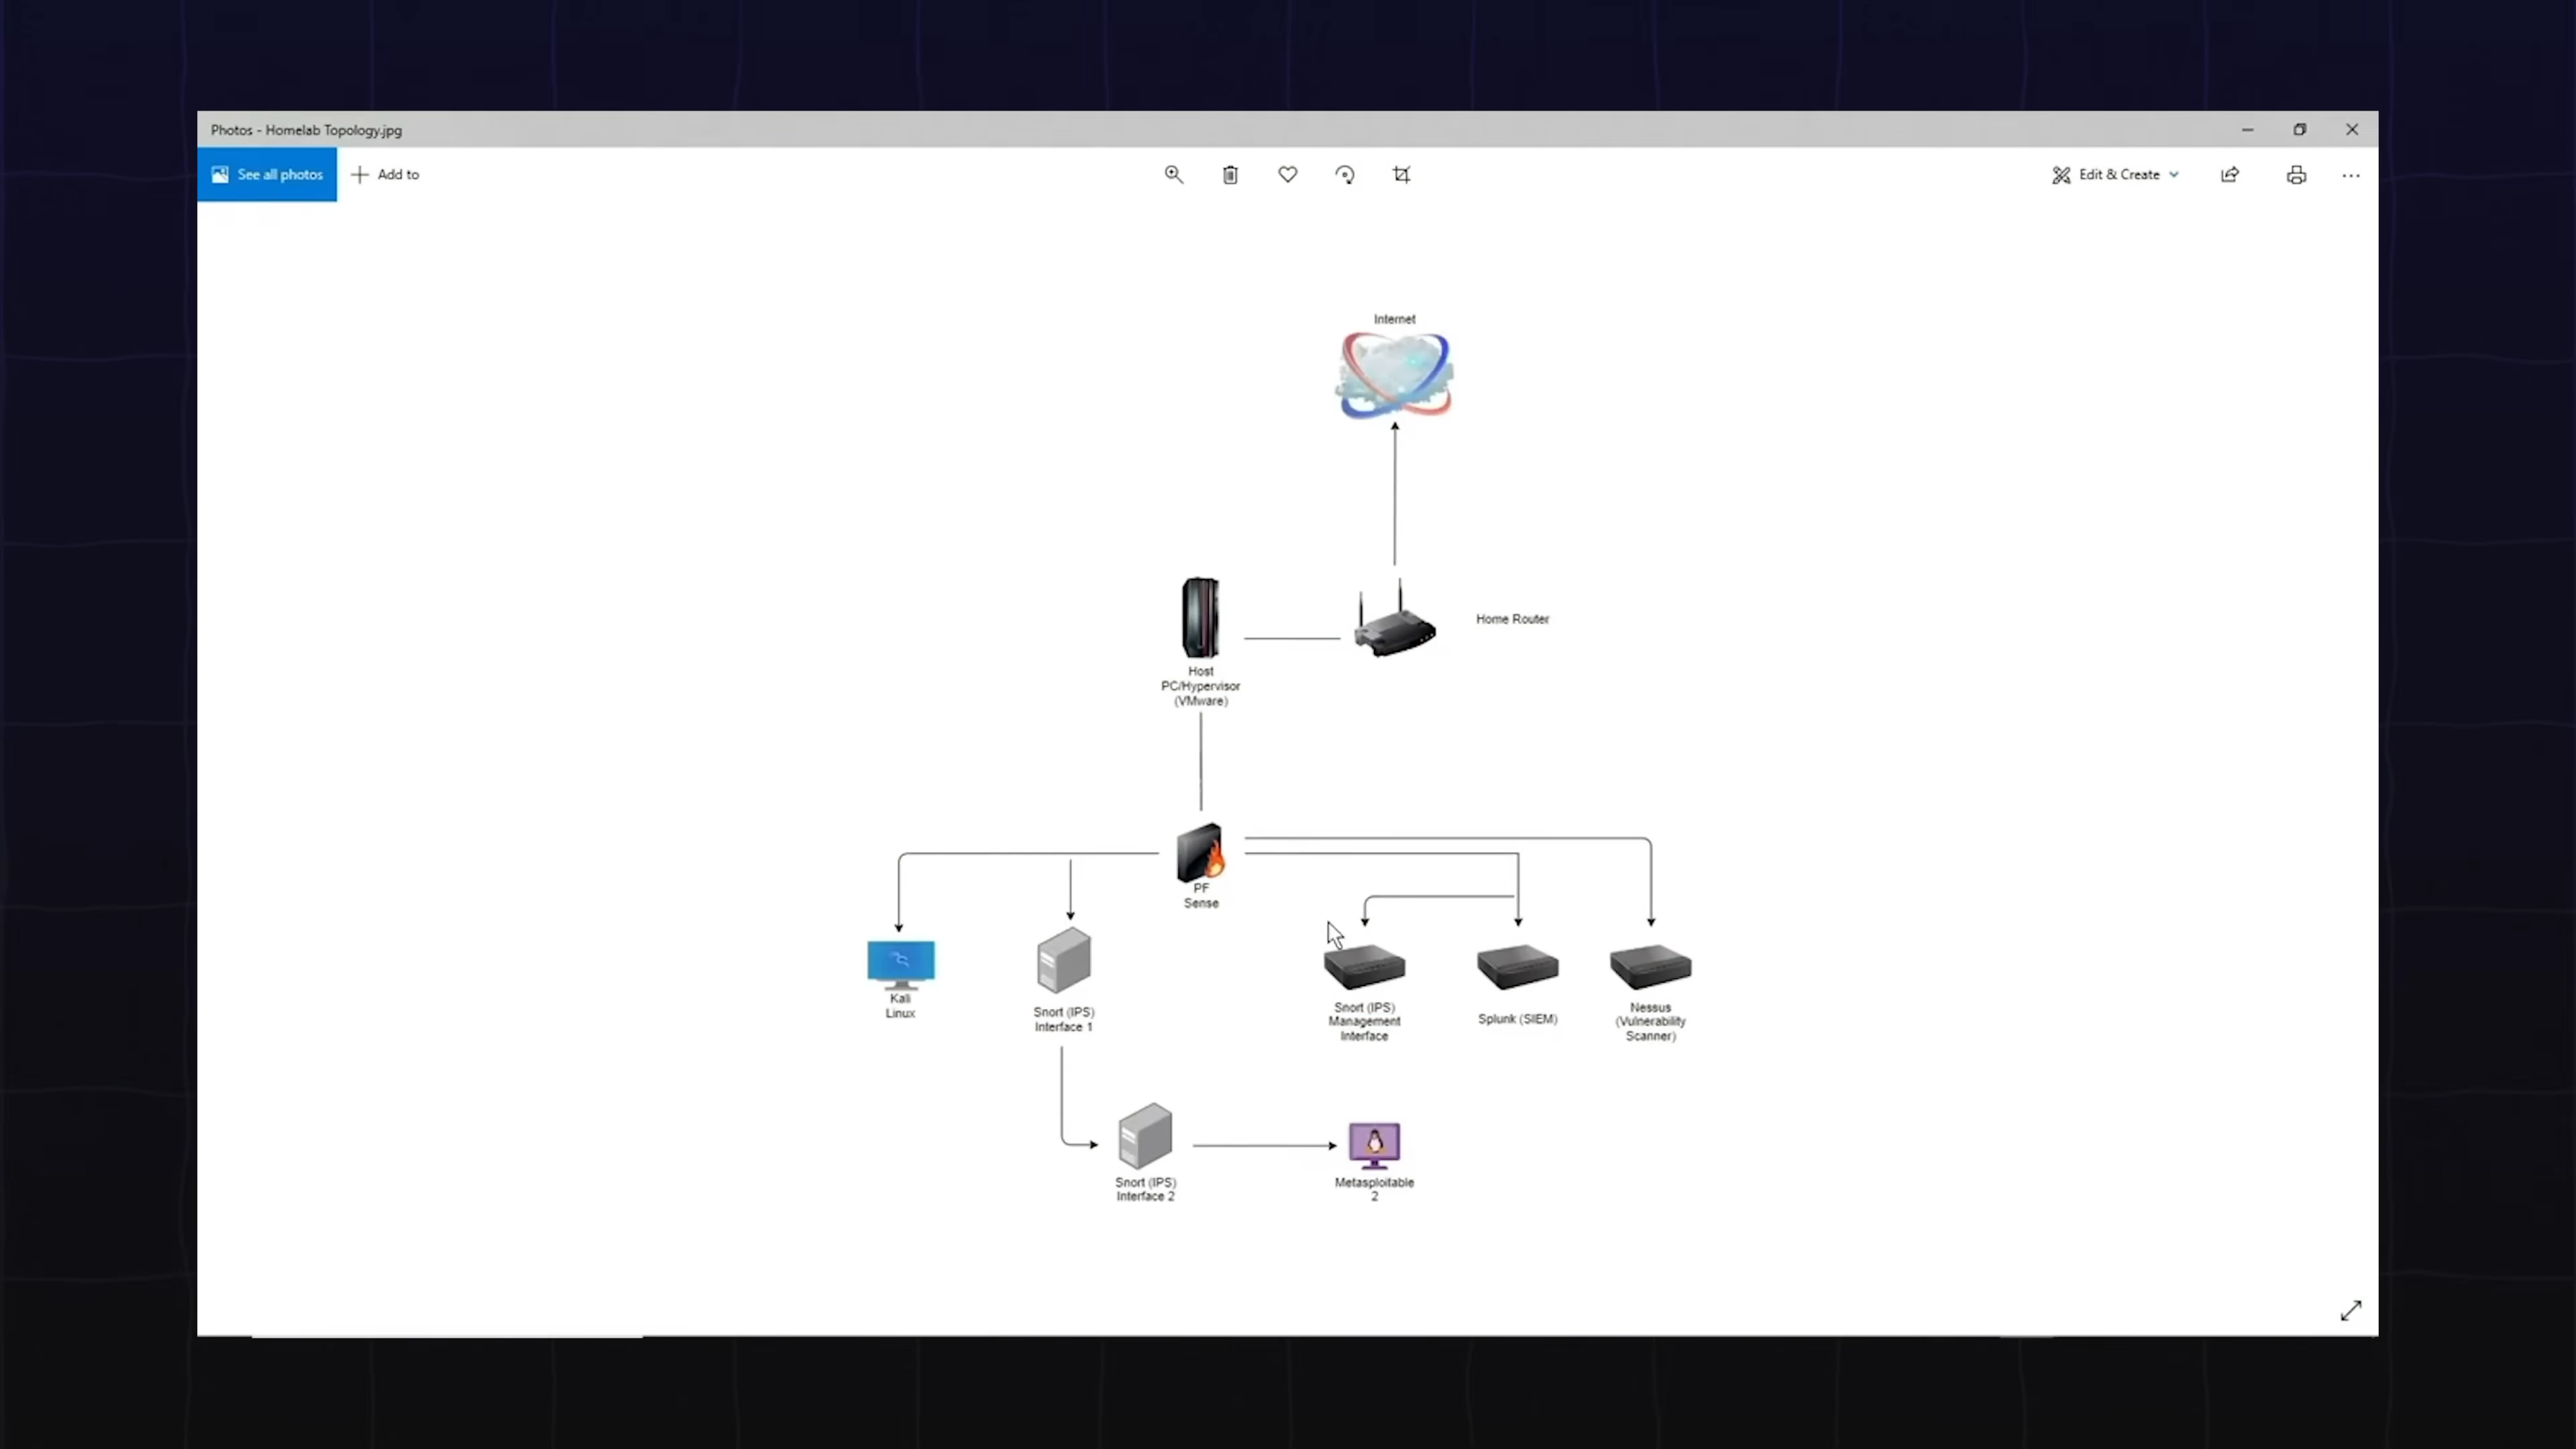 Photos - Homelab Topology.jpg
See all photos
Add to
Edit & Create
Internet
Home Router
Host
PC/Hypervisor
(VMware)
PF
Sense
Kali
Linux
Snort (IPS)
Interface 1
Snort (IPS)
Management
Interface
Splunk (SIEM)
Nessus
(Vulnerability
Scanner)
Snort (IPS)
Interface 2
Metasploitable
2